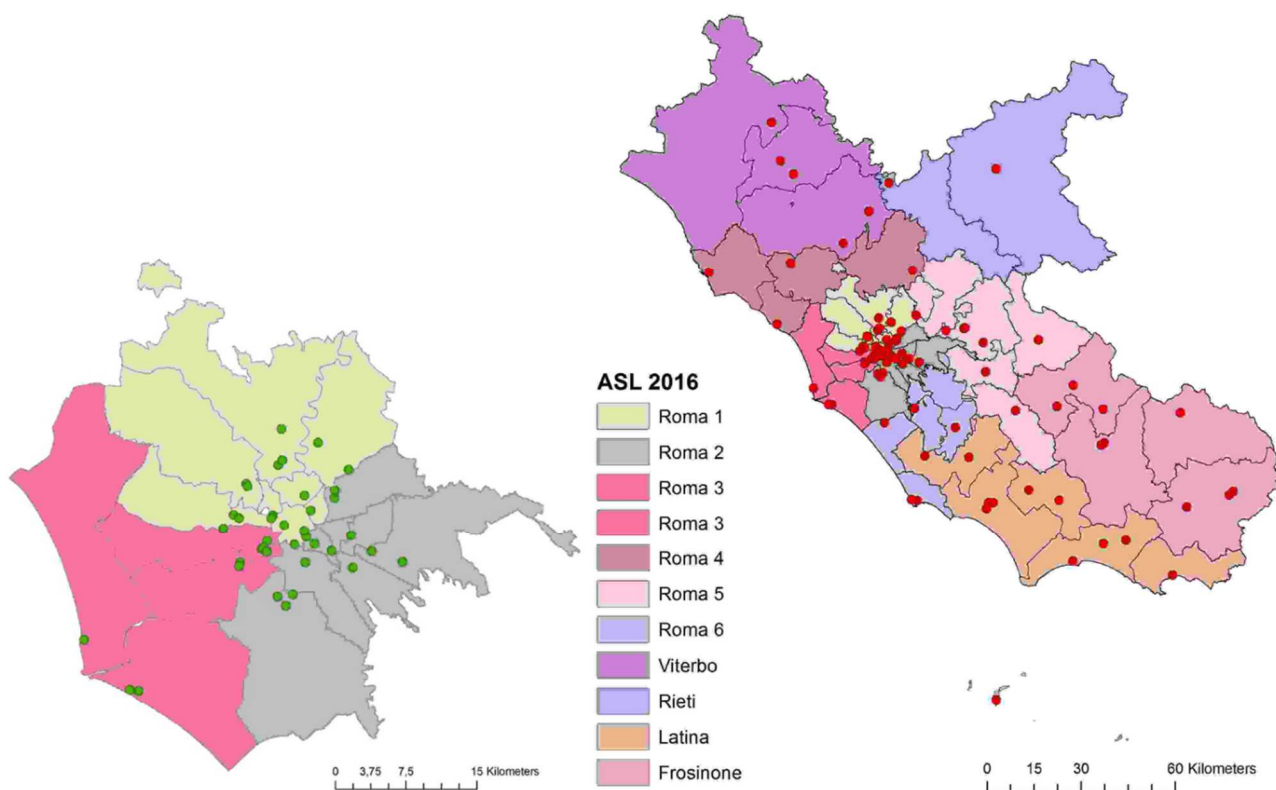 ASL 2016
Roma 1
Roma 2
Roma 3
Roma 3
Roma 4
Roma 5
Roma 6
Viterbo
Rieti
Latina
Frosinone
0 3,75 7,5 15 Kilometers
0 15 30 60 Kilometers